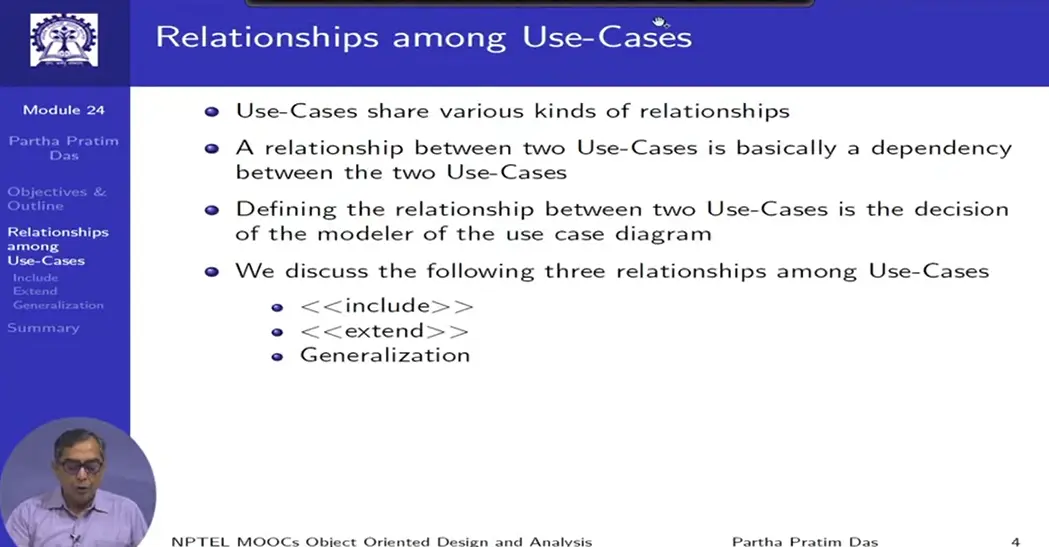 Relationships among Use-Cases
Module 24
Partha Pratim
Das
Objectives &
Outline
Relationships
among
Use-Cases
Include
Extend
Generalization
Summary
Use-Cases share various kinds of relationships
A relationship between two Use-Cases is basically a dependency
between the two Use-Cases
Defining the relationship between two Use-Cases is the decision
of the modeler of the use case diagram
We discuss the following three relationships among Use-Cases
<<include>>
<<extend>>
Generalization
NPTEL MOOCs Object Oriented Design and Analysis
Partha Pratim Das
4